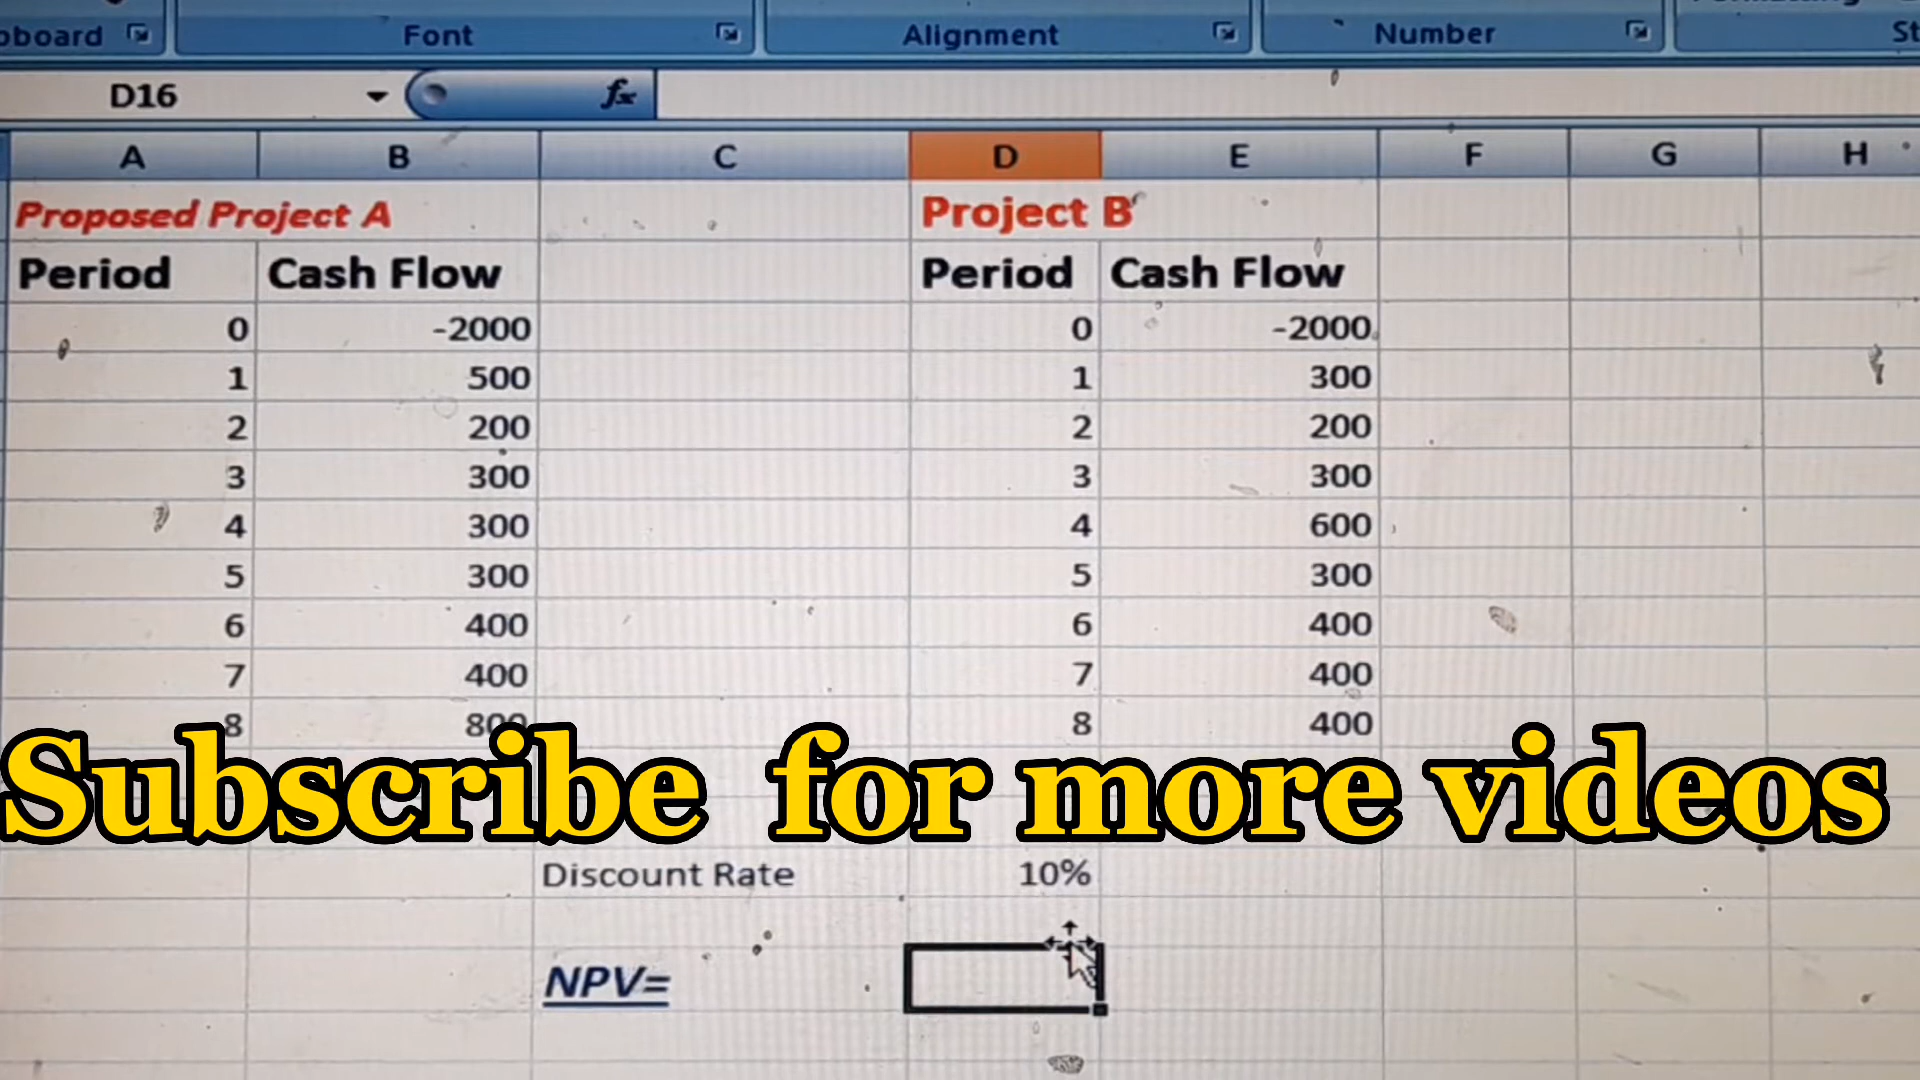 pboard Font Alignment Number St
D16 fx
A B C D E F G H
Proposed Project A Project B
Period Cash Flow Period Cash Flow
0 -2000 0 -2000
1 500 1 300
2 200 2 200
3 300 3 300
4 300 4 600
5 300 5 300
6 400 6 400
7 400 7 400
8 800 8 400
Subscribe for more videos
Discount Rate 10%
NPV=